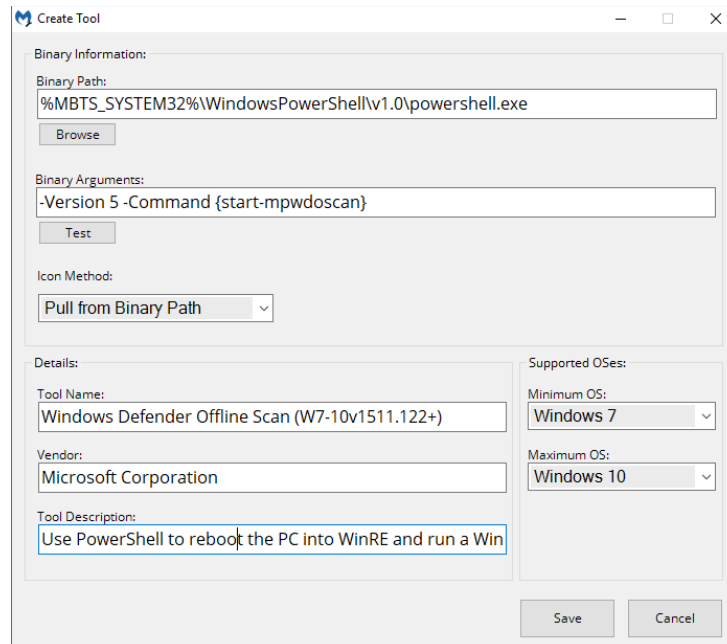 Create Tool
Binary Information:
Binary Path:
%MBTS_SYSTEM32%\WindowsPowerShell\v1.0\powershell.exe
Browse
Binary Arguments:
-Version 5 -Command {start-mpwdoscan}
Test
Icon Method:
Pull from Binary Path
Details:
Tool Name:
Windows Defender Offline Scan (W7-10v1511.122+)
Vendor:
Microsoft Corporation
Tool Description:
Use PowerShell to reboot the PC into WinRE and run a Win
Supported OSes:
Minimum OS:
Windows 7
Maximum OS:
Windows 10
Save
Cancel